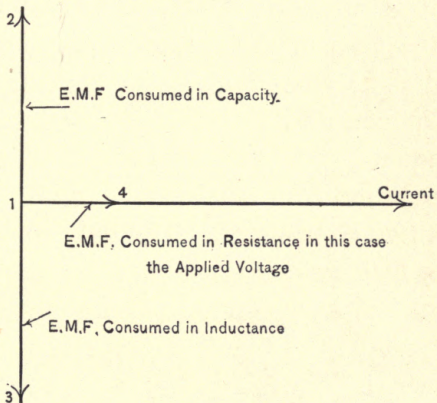 2
E.M.F Consumed in Capacity.
4
Current
1
E.M.F. Consumed in Resistance in this case
the Applied Voltage
E.M.F. Consumed in Inductance
3